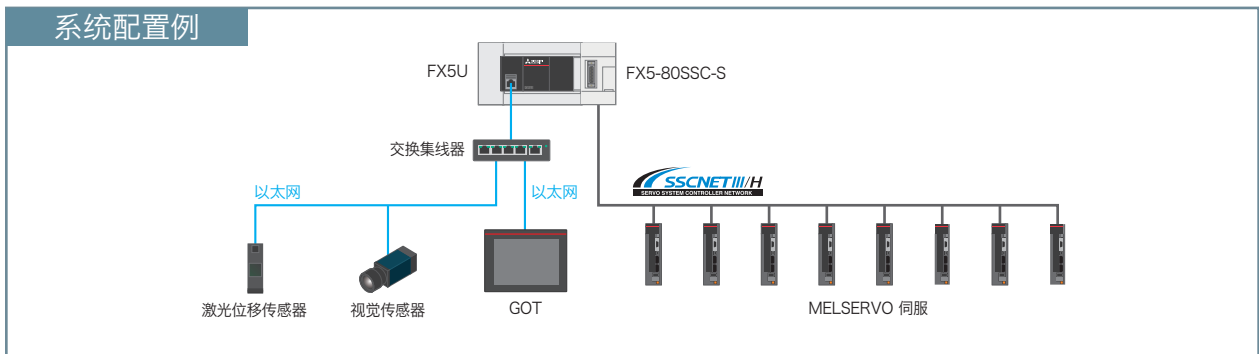 系统配置例
FX5U
FX5-80SSC-S
交换集线器
以太网
以太网
SSCNETIII/H
SERVO SYSTEM CONTROLLER NETWORK
激光位移传感器
视觉传感器
GOT
MELSERVO 伺服